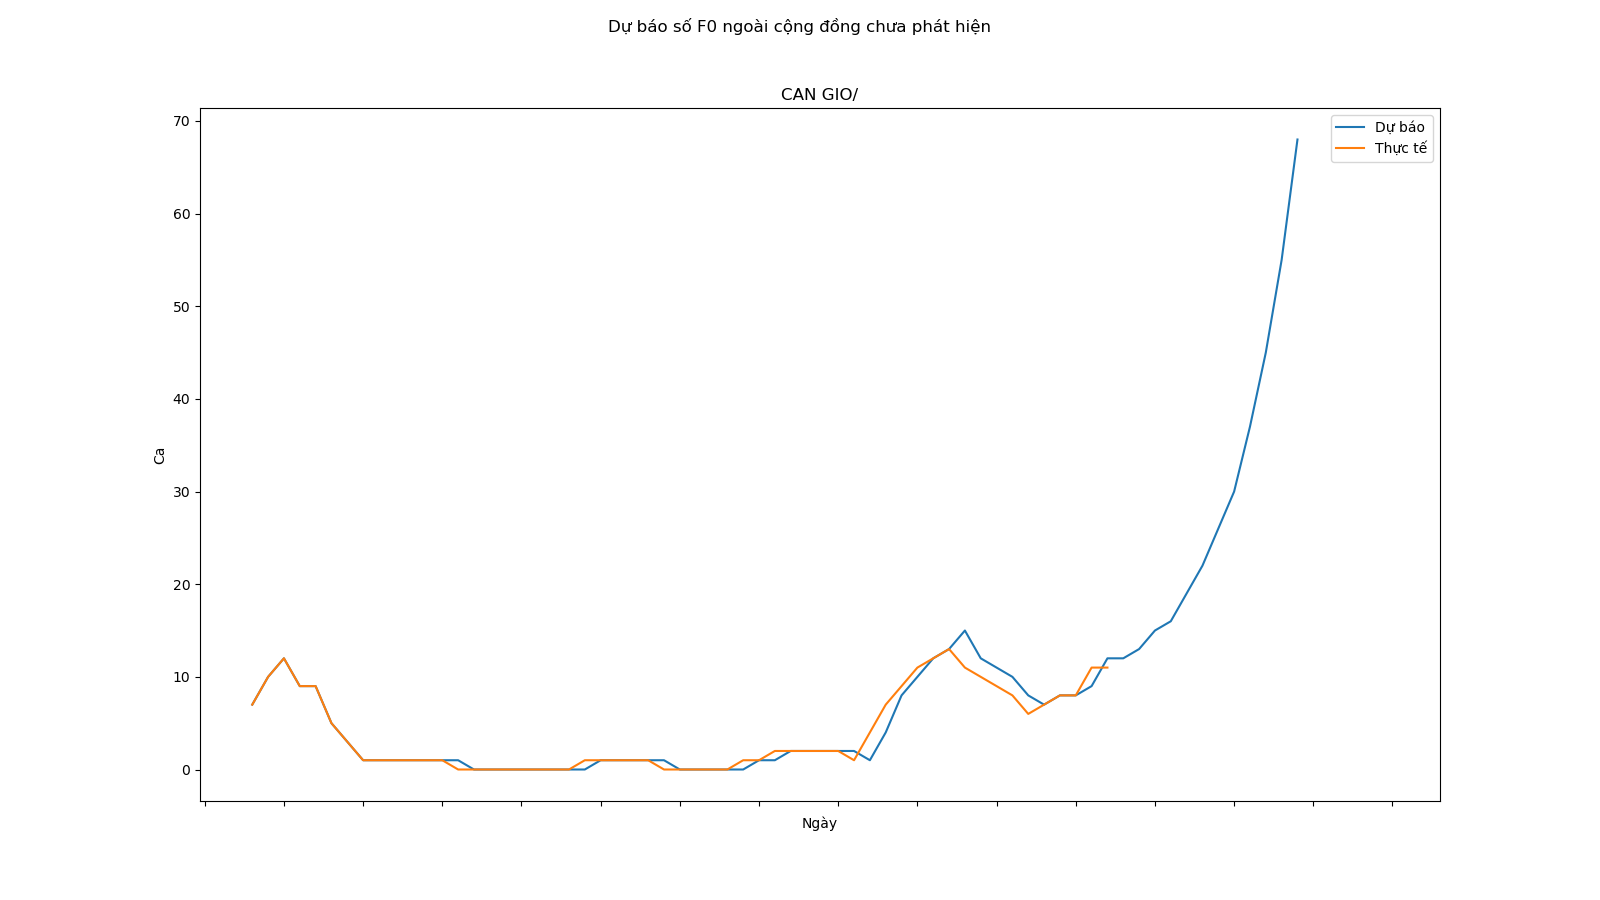 Dự báo số F0 ngoài cộng đồng chưa phát hiện
CAN GIO/
70
60
50
40
30
20
10
0
Ca
Ngày
Dự báo
Thực tế